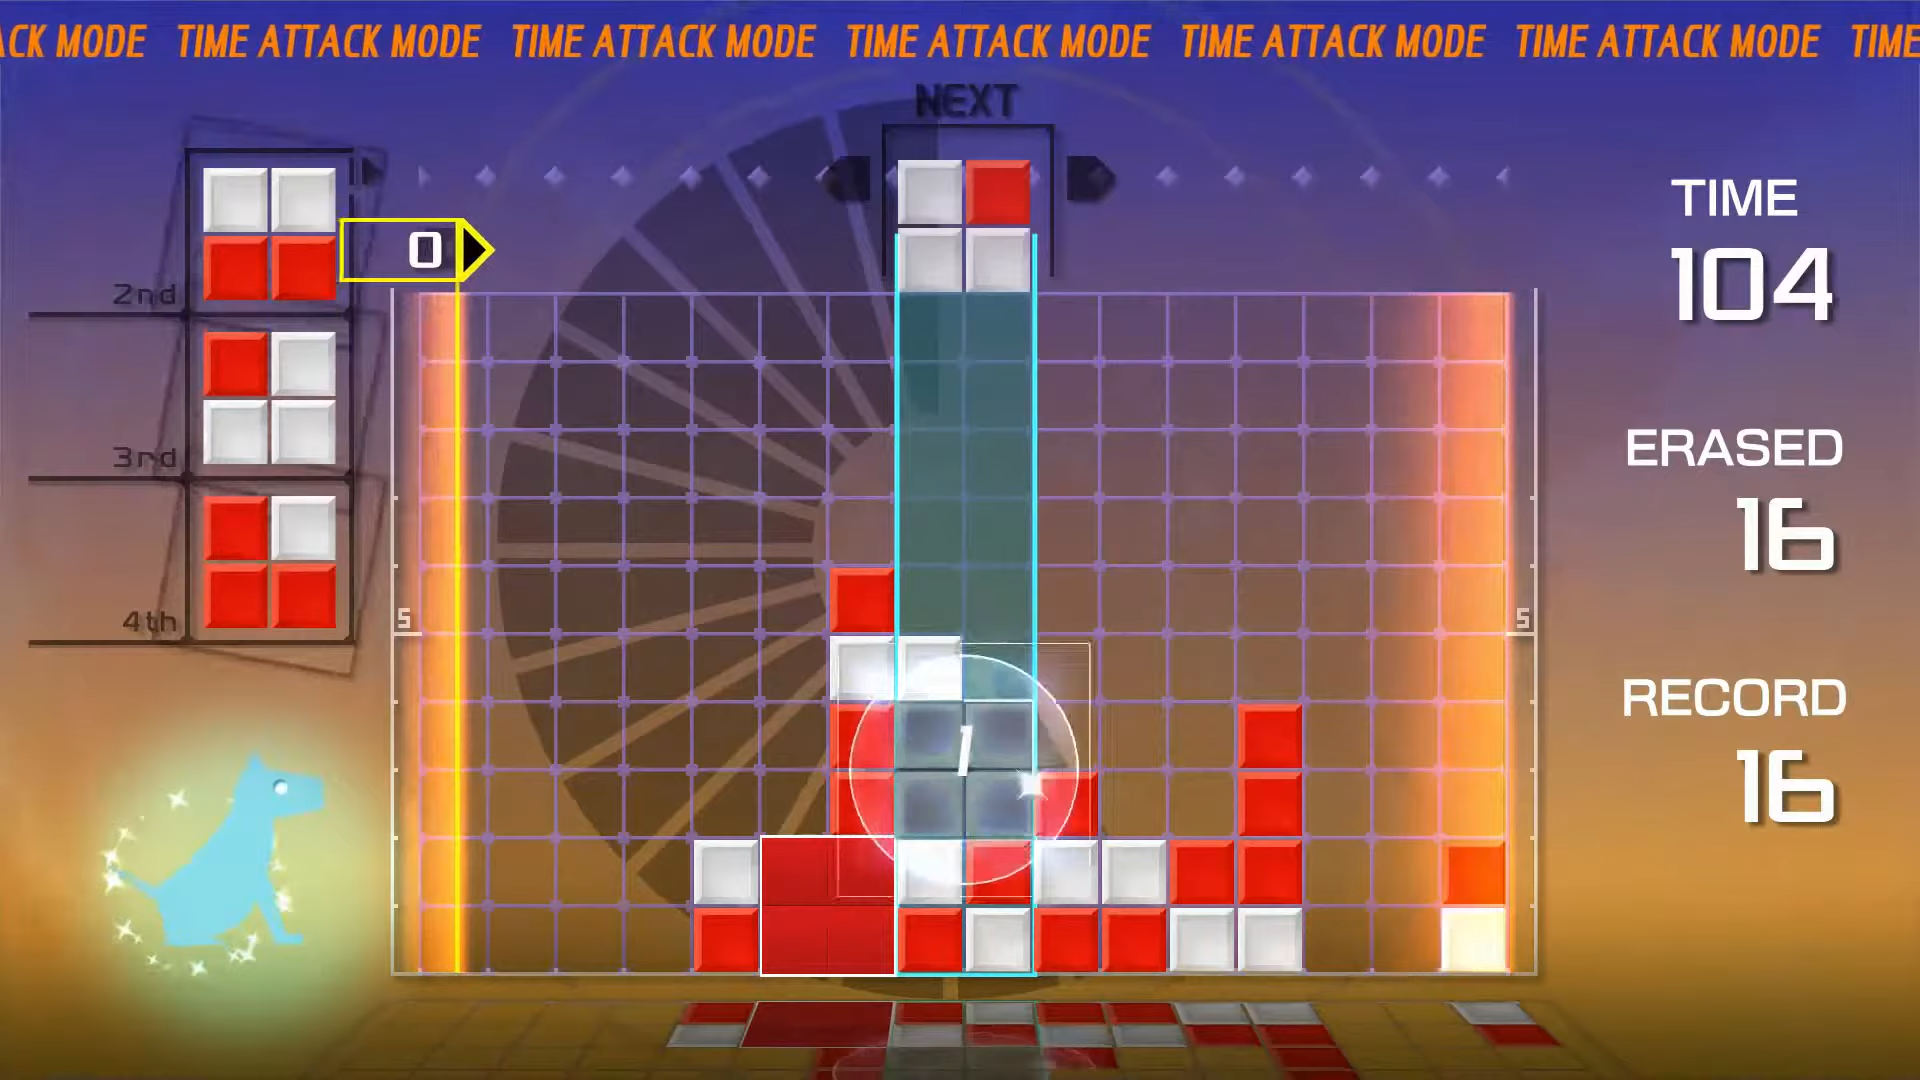 ACK MODE TIME ATTACK MODE TIME ATTACK MODE TIME ATTACK MODE TIME ATTACK MODE TIME ATTACK MODE TIME
NEXT
2nd
3rd
4th
0
5
5
1
TIME
104
ERASED
16
RECORD
16